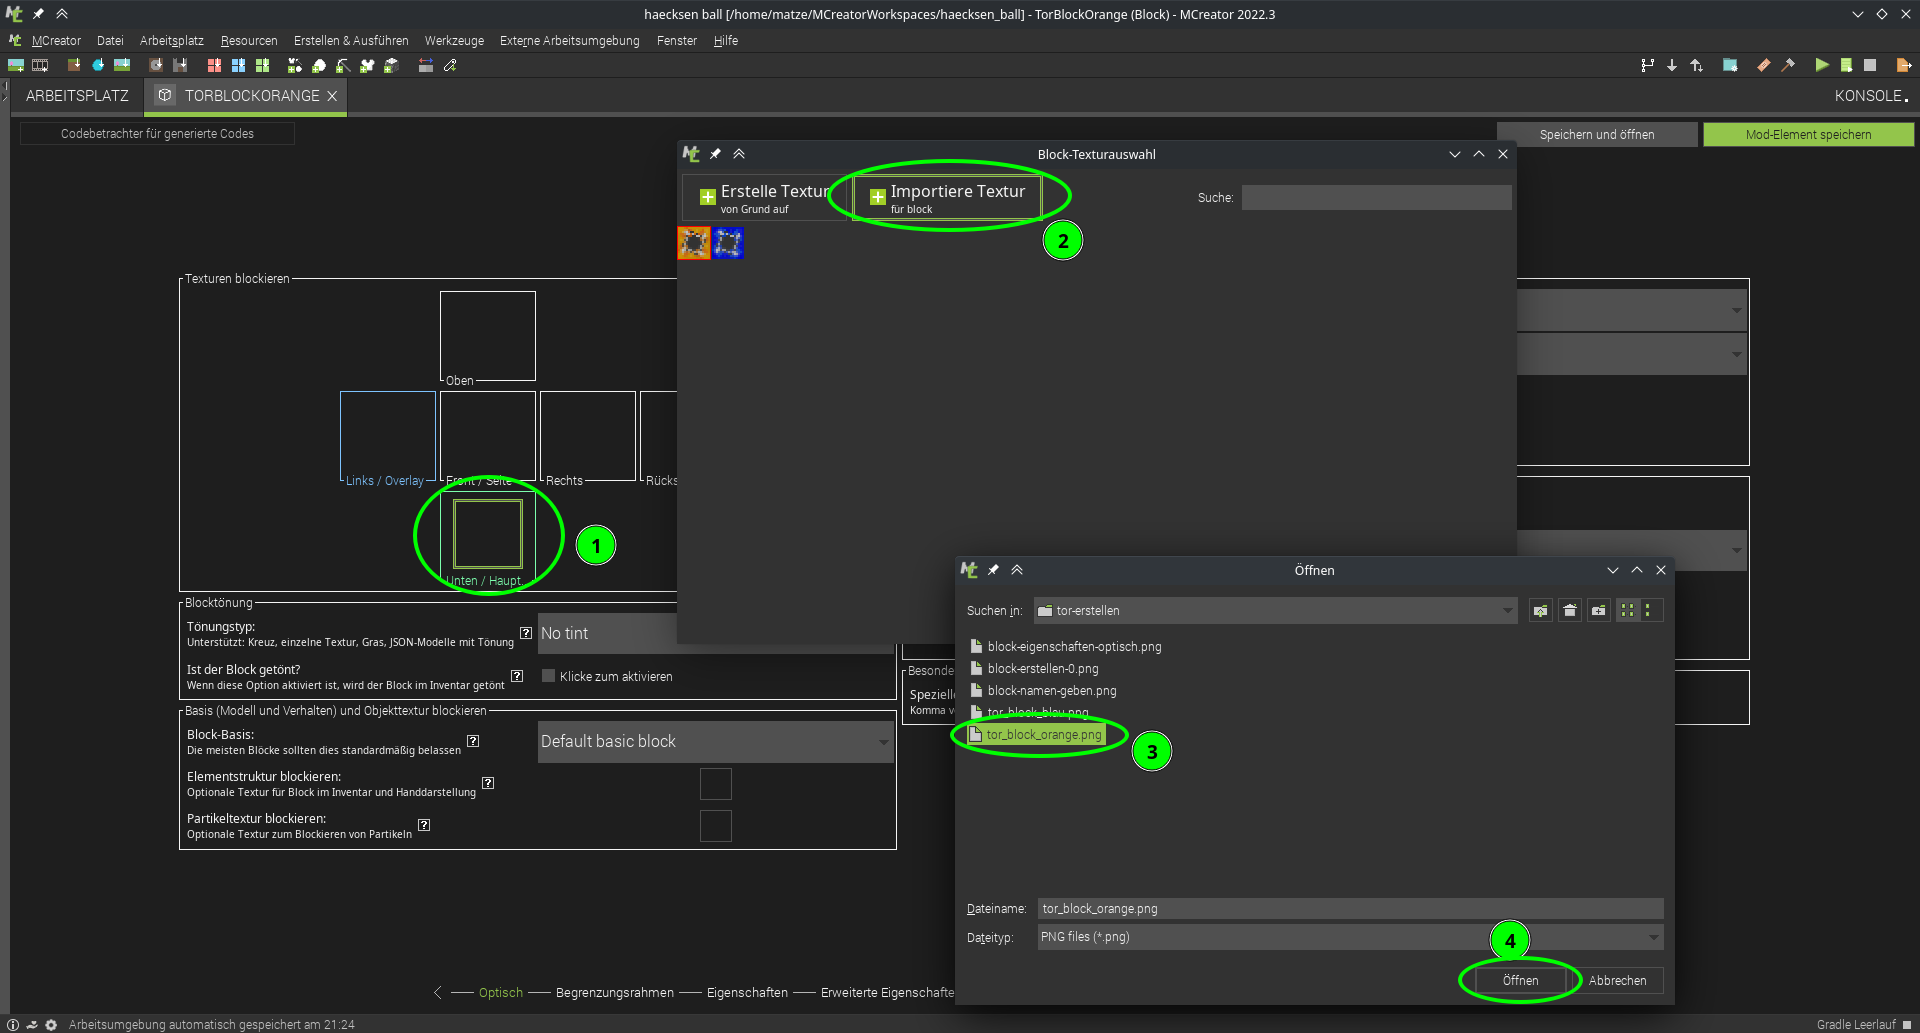 haecksen ball [/home/matze/MCreatorWorkspaces/haecksen_ball] - TorBlockOrange (Block) - MCreator 2022.3
MCreator Datei Arbeitsplatz Resourcen Erstellen & Ausführen Werkzeuge Externe Arbeitsumgebung Fenster Hilfe
ARBEITSPLATZ TORBLOCKORANGE KONSOLE
Codebetrachter für generierte Codes
Speichern und öffnen Mod-Element speichern
Block-Texturauswahl
Erstelle Textur
von Grund auf
Importiere Textur
für block
Suche:
2
Texturen blockieren
Oben
Links / Overlay Front / Seite Rechts Rücks
1
Unten / Haupt.
Blocktönung
Tönungstyp:
Unterstützt: Kreuz, einzelne Textur, Gras, JSON-Modelle mit Tönung
? No tint
Ist der Block getönt?
Wenn diese Option aktiviert ist, wird der Block im Inventar getönt
? Klicke zum aktivieren
Basis (Modell und Verhalten) und Objekttextur blockieren
Block-Basis:
Die meisten Blöcke sollten dies standardmäßig belassen
? Default basic block
Elementstruktur blockieren:
Optionale Textur für Block im Inventar und Handdarstellung
?
Partikeltextur blockieren:
Optionale Textur zum Blockieren von Partikeln
?
Besonde
Spezielle
Komma v
Öffnen
Suchen in: tor-erstellen
block-eigenschaften-optisch.png
block-erstellen-0.png
block-namen-geben.png
tor_block_blau.png
tor_block_orange.png
3
Dateiname: tor_block_orange.png
Dateityp: PNG files (*.png)
4
Öffnen Abbrechen
Optisch Begrenzungsrahmen Eigenschaften Erweiterte Eigenschafte
Arbeitsumgebung automatisch gespeichert am 21:24
Gradle Leerlauf